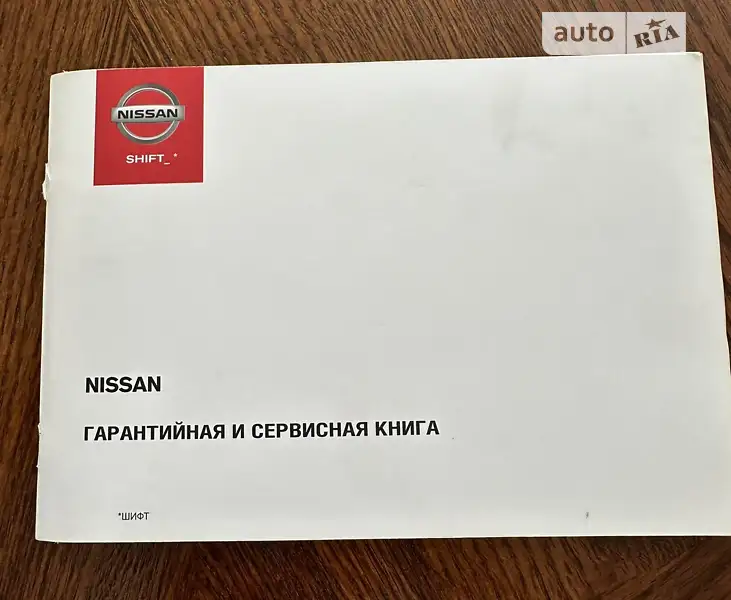 auto RIA
NISSAN
SHIFT_ *
NISSAN
ГАРАНТИЙНАЯ И СЕРВИСНАЯ КНИГА
*ШИФТ